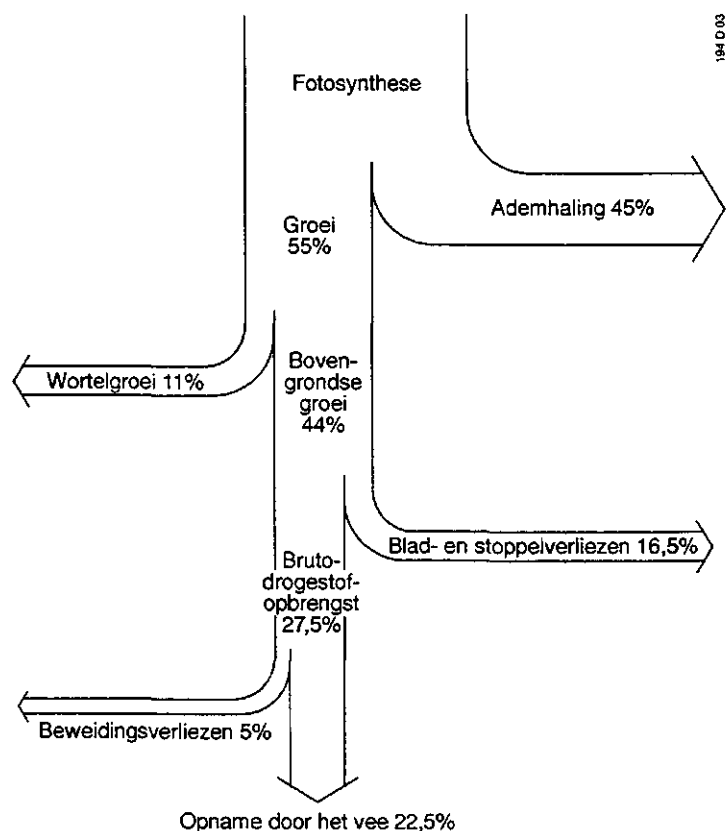 194 D 03
Fotosynthese
Ademhaling 45%
Groei
55%
Wortelgroei 11%
Boven-
grondse
groei
44%
Blad- en stoppelverliezen 16,5%
Bruto-
drogestof-
opbrengst
27,5%
Beweidingsverliezen 5%
Opname door het vee 22,5%